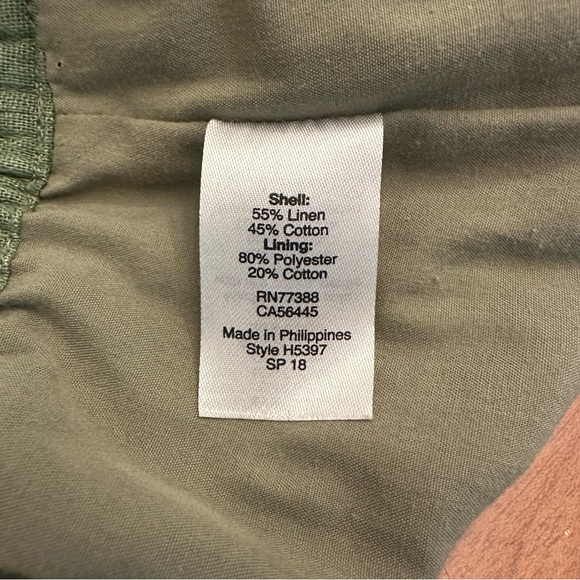 Shell:
55% Linen
45% Cotton
Lining:
80% Polyester
20% Cotton
RN77388
CA56445
Made in Philippines
Style H5397
SP 18